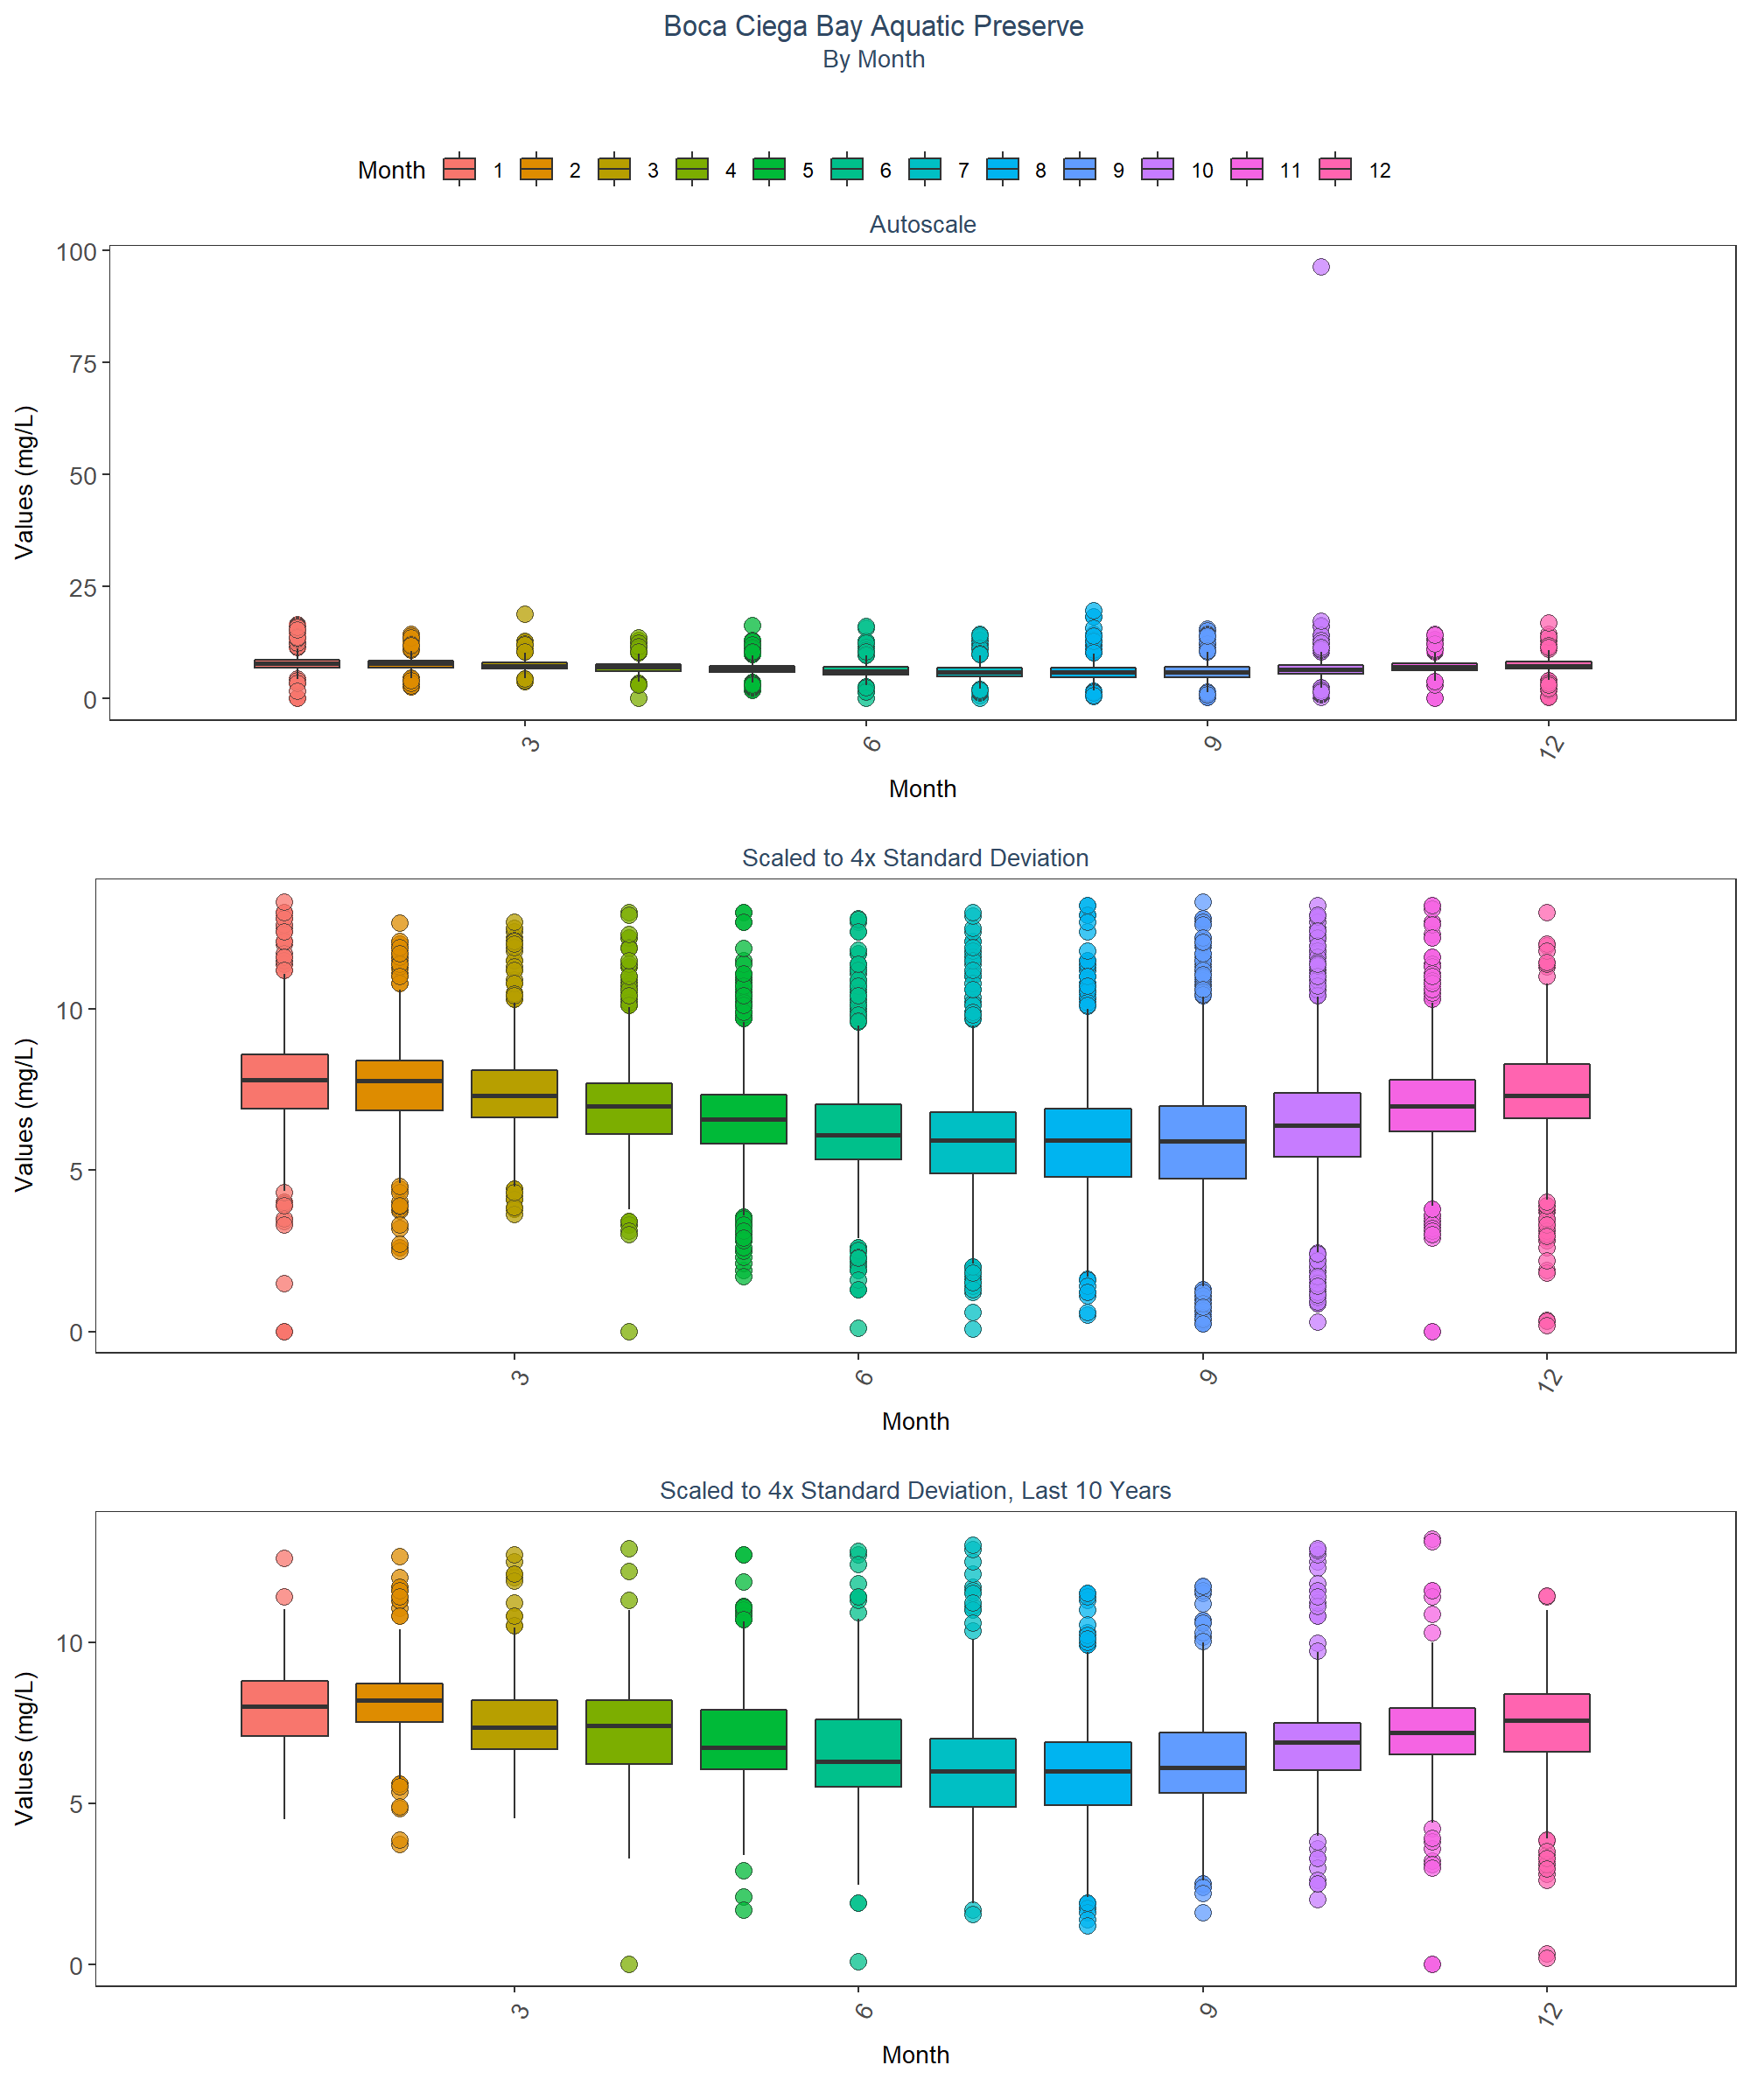 Boca Ciega Bay Aquatic Preserve
By Month
Month 1 2 3 4 5 6 7 8 9 10 11 12
Autoscale
Values (mg/L)
100
75
50
25
0
3 6 9 12
Month
Scaled to 4x Standard Deviation
Values (mg/L)
10
5
0
3 6 9 12
Month
Scaled to 4x Standard Deviation, Last 10 Years
Values (mg/L)
10
5
0
3 6 9 12
Month